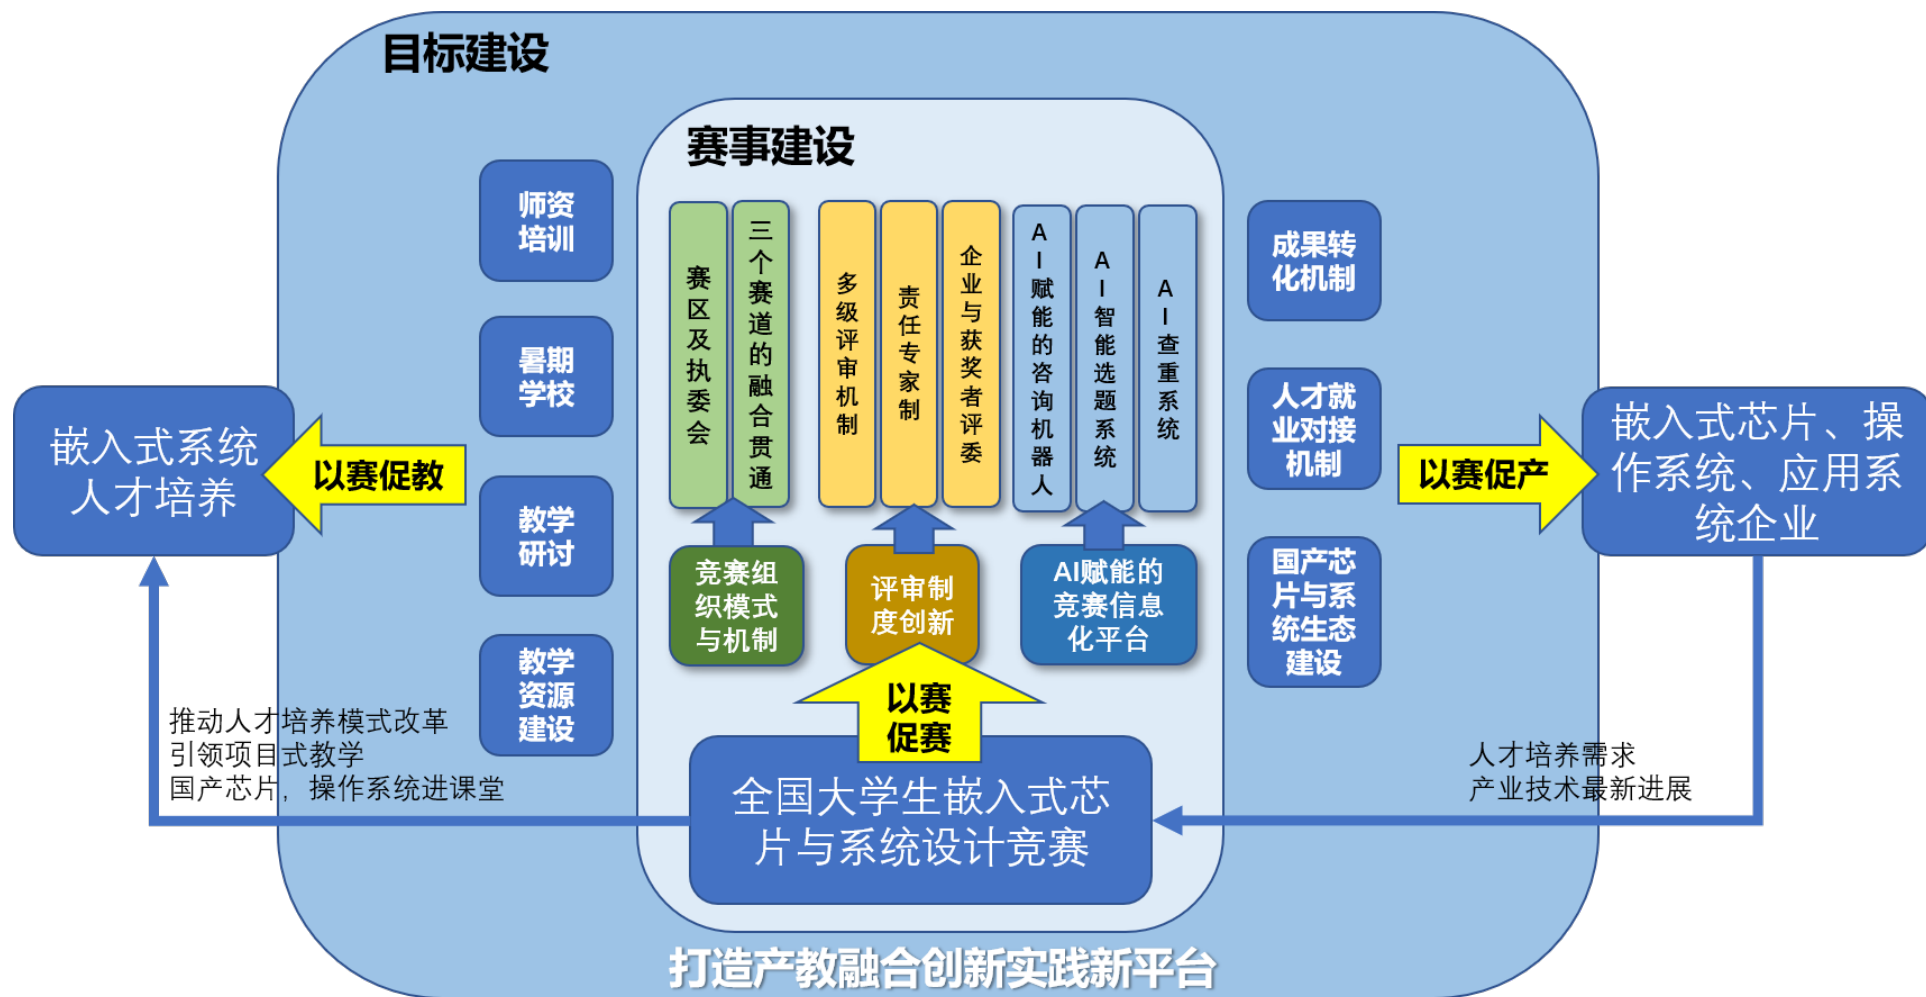 目标建设
赛事建设
师资
培训
暑期
学校
教学
研讨
教学
资源
建设
赛区及执委会
三个赛道的融合贯通
多级评审机制
责任专家制
企业与获奖者评委
AI赋能的咨询机器人
AI智能选题系统
AI查重系统
成果转
化机制
人才就
业对接
机制
国产芯
片与系
统生态
建设
嵌入式系统
人才培养
以赛促教
以赛促产
嵌入式芯片、操
作系统、应用系
统企业
竞赛组
织模式
与机制
评审制
度创新
AI赋能的
竞赛信息
化平台
以赛
促赛
推动人才培养模式改革
引领项目式教学
国产芯片，操作系统进课堂
全国大学生嵌入式芯
片与系统设计竞赛
人才培养需求
产业技术最新进展
打造产教融合创新实践新平台